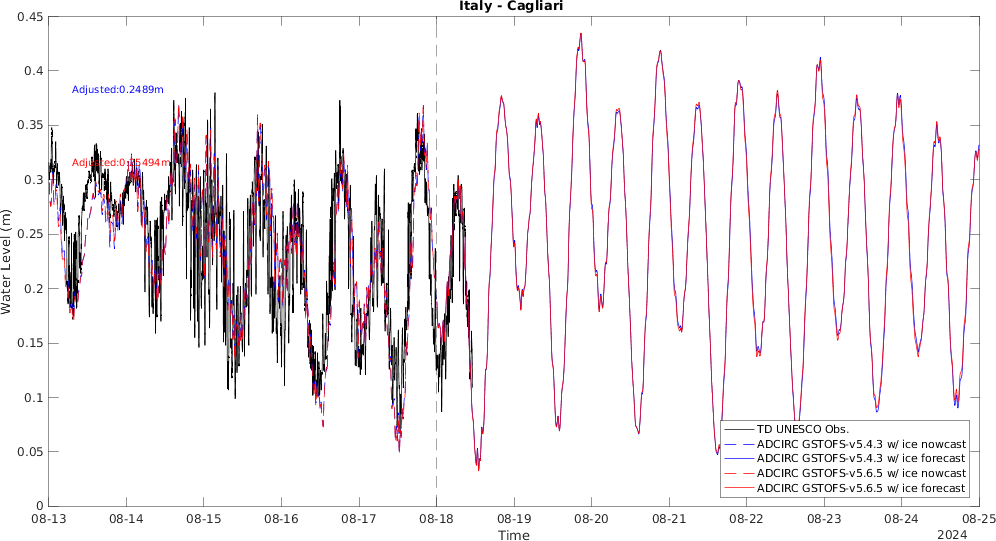 Italy - Cagliari
Water Level (m)
0.45
0.4
0.35
0.3
0.25
0.2
0.15
0.1
0.05
0
Adjusted:0.2489m
TD UNESCO Obs.
ADCIRC GSTOFS-v5.4.3 w/ ice nowcast
ADCIRC GSTOFS-v5.4.3 w/ ice forecast
ADCIRC GSTOFS-v5.6.5 w/ ice nowcast
ADCIRC GSTOFS-v5.6.5 w/ ice forecast
08-13 08-14 08-15 08-16 08-17 08-18 08-19 08-20 08-21 08-22 08-23 08-24 08-25
Time
2024